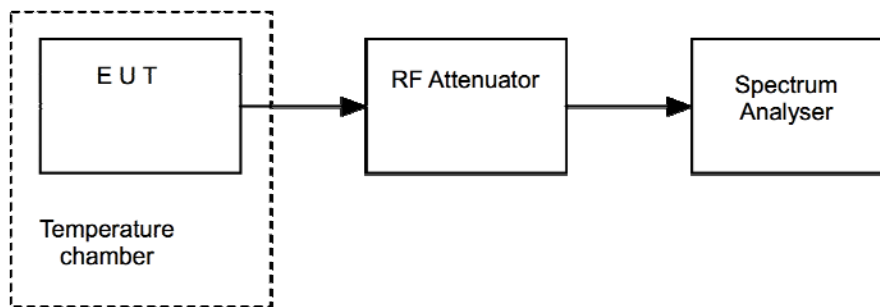 E U T
RF Attenuator
Spectrum
Analyser
Temperature
chamber